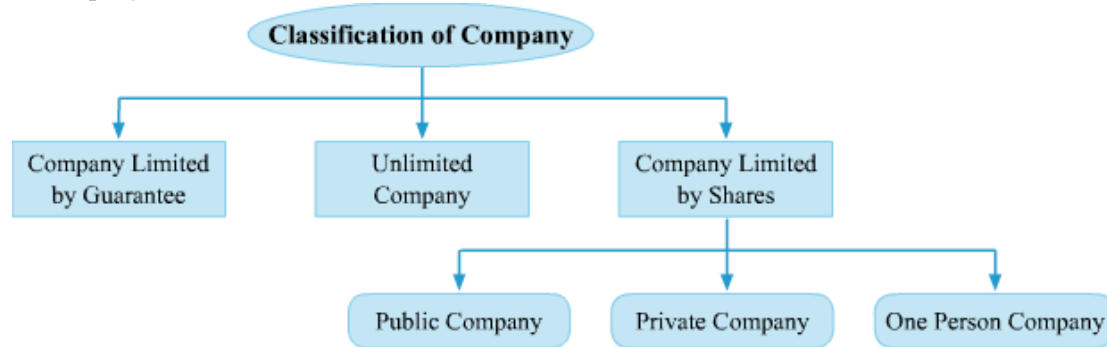 Classification of Company
Company Limited
by Guarantee
Unlimited
Company
Company Limited
by Shares
Public Company
Private Company
One Person Company